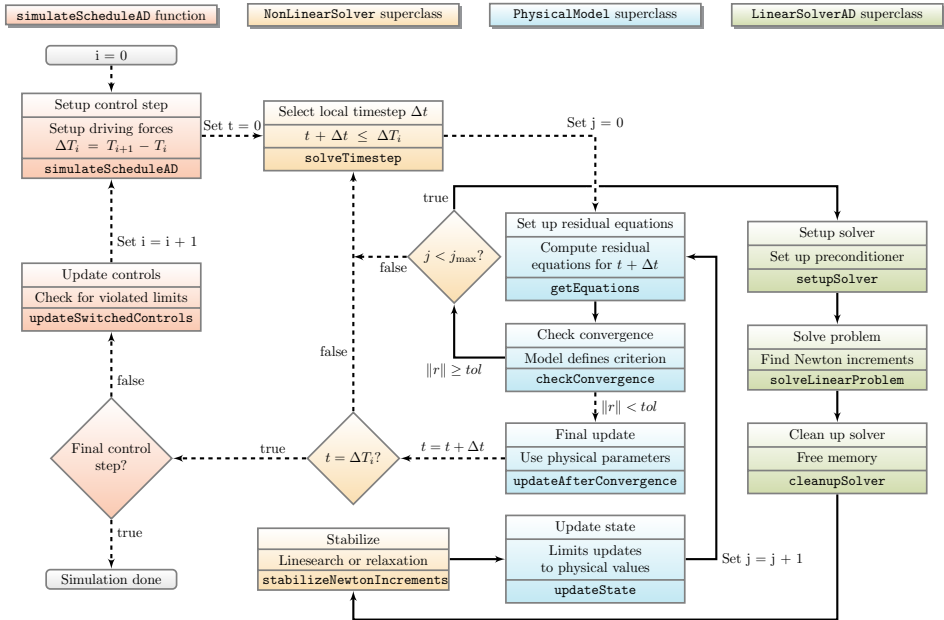 simulateScheduleAD function
NonLinearSolver superclass
PhysicalModel superclass
LinearSolverAD superclass
i = 0
Setup control step
Setup driving forces
ΔT_i = T_{i+1} − T_i
simulateScheduleAD
Set t = 0
Select local timestep Δt
t + Δt ≤ ΔT_i
solveTimestep
Set j = 0
true
j < j_max?
false
Set up residual equations
Compute residual
equations for t + Δt
getEquations
Setup solver
Set up preconditioner
setupSolver
Set i = i + 1
Update controls
Check for violated limits
updateSwitchedControls
false
‖r‖ ≥ tol
Check convergence
Model defines criterion
checkConvergence
Solve problem
Find Newton increments
solveLinearProblem
false
‖r‖ < tol
Final control
step?
true
t = ΔT_i?
t = t + Δt
Final update
Use physical parameters
updateAfterConvergence
Clean up solver
Free memory
cleanupSolver
true
Simulation done
Stabilize
Linesearch or relaxation
stabilizeNewtonIncrements
Update state
Limits updates
to physical values
updateState
Set j = j + 1